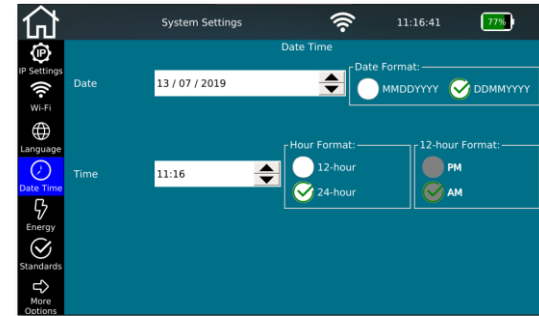 System Settings
11:16:41
77%
IP
IP Settings
Wi-Fi
Language
Date Time
Energy
Standards
More
Options
Date Time
Date
13 / 07 / 2019
Date Format:
MMDDYYYY
DDMMYYYY
Time
11:16
Hour Format:
12-hour
24-hour
12-hour Format:
PM
AM